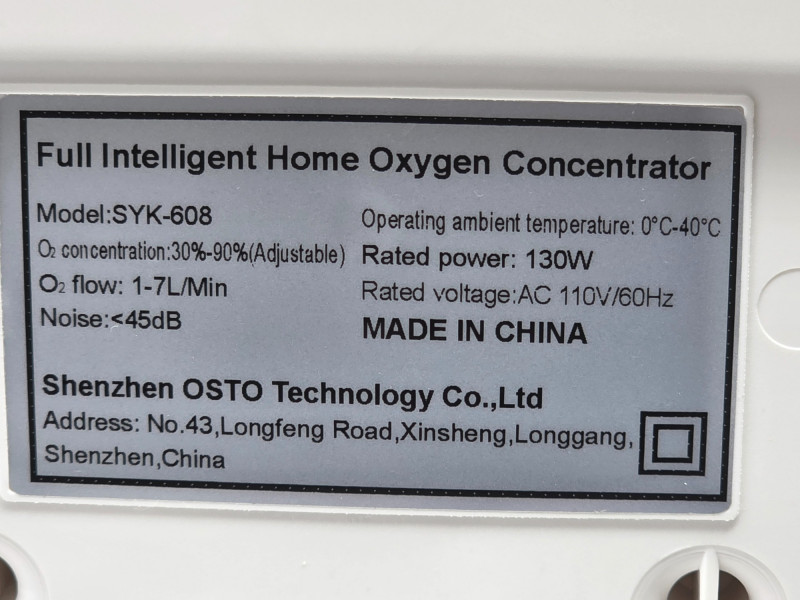 Full Intelligent Home Oxygen Concentrator
Model:SYK-608
O₂ concentration:30%-90%(Adjustable)
O₂ flow: 1-7L/Min
Noise:<45dB
Operating ambient temperature: 0°C-40°C
Rated power: 130W
Rated voltage:AC 110V/60Hz
MADE IN CHINA
Shenzhen OSTO Technology Co.,Ltd
Address: No.43,Longfeng Road,Xinsheng,Longgang,
Shenzhen,China